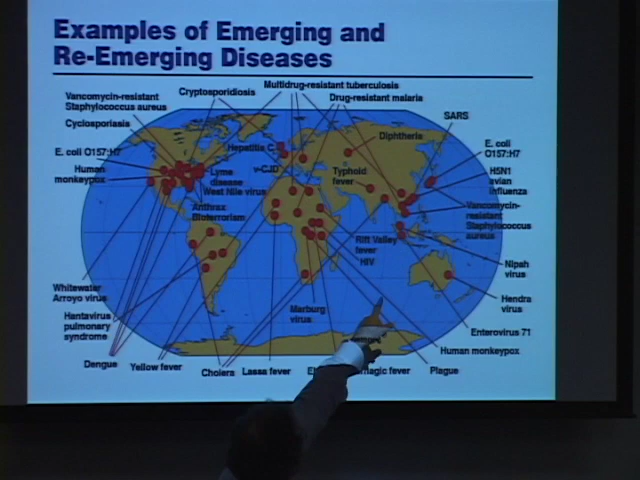 Examples of Emerging and
Re-Emerging Diseases
Multidrug-resistant tuberculosis
Cryptosporidiosis
Drug-resistant malaria
Vancomycin-resistant
Staphylococcus aureus
SARS
Cyclosporiasis
Diphtheria
E. coli O157:H7
Hepatitis C
E. coli
O157:H7
Human
monkeypox
Lyme
disease
v-CJD
Typhoid
fever
H5N1
avian
influenza
West Nile virus
Anthrax
Bioterrorism
Vancomycin-
resistant
Staphylococcus
aureus
Rift Valley
fever
HIV
Nipah
virus
Whitewater
Arroyo virus
Hendra
virus
Marburg
virus
Hantavirus
pulmonary
syndrome
Enterovirus 71
Human monkeypox
Dengue
Yellow fever
Cholera
Lassa fever
fever
Plague